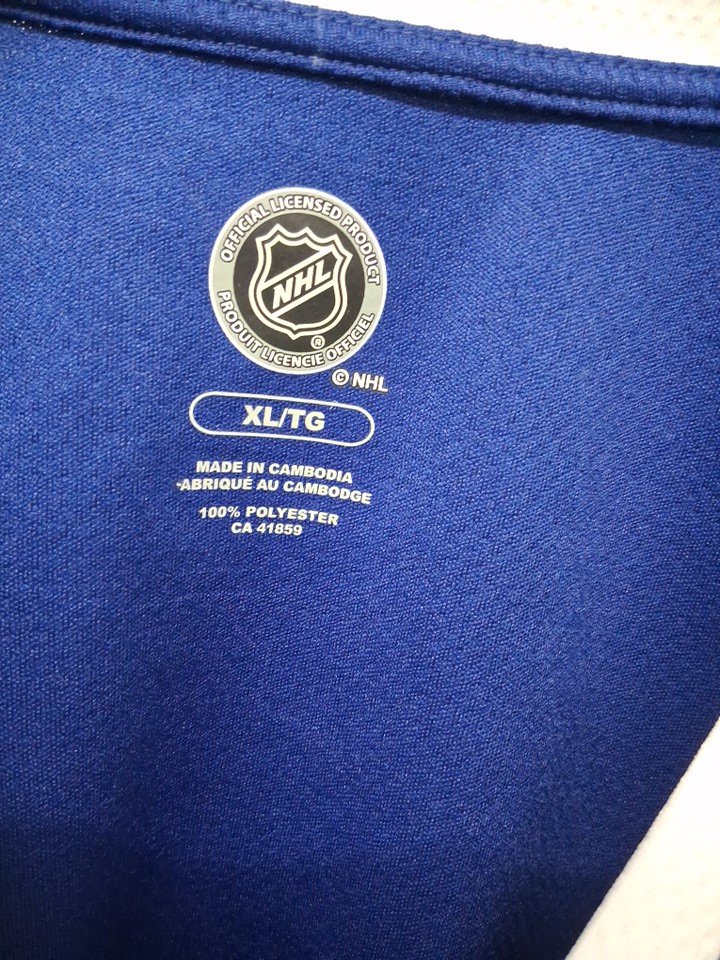 OFFICIAL LICENSED PRODUCT
NHL
®
PRODUIT LICENCIE OFFICIEL
© NHL
XL/TG
MADE IN CAMBODIA
ABRIQUÉ AU CAMBODGE
100% POLYESTER
CA 41859